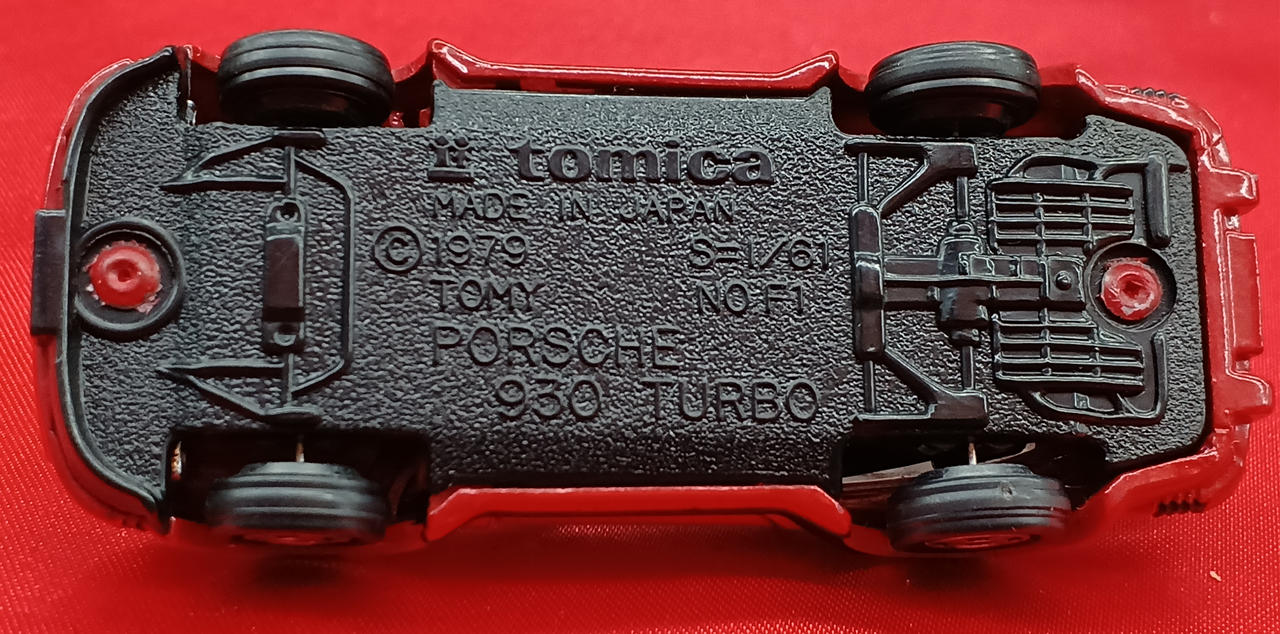 tomica
MADE IN JAPAN
©1979 S=1/61
TOMY NO F1
PORSCHE
930 TURBO